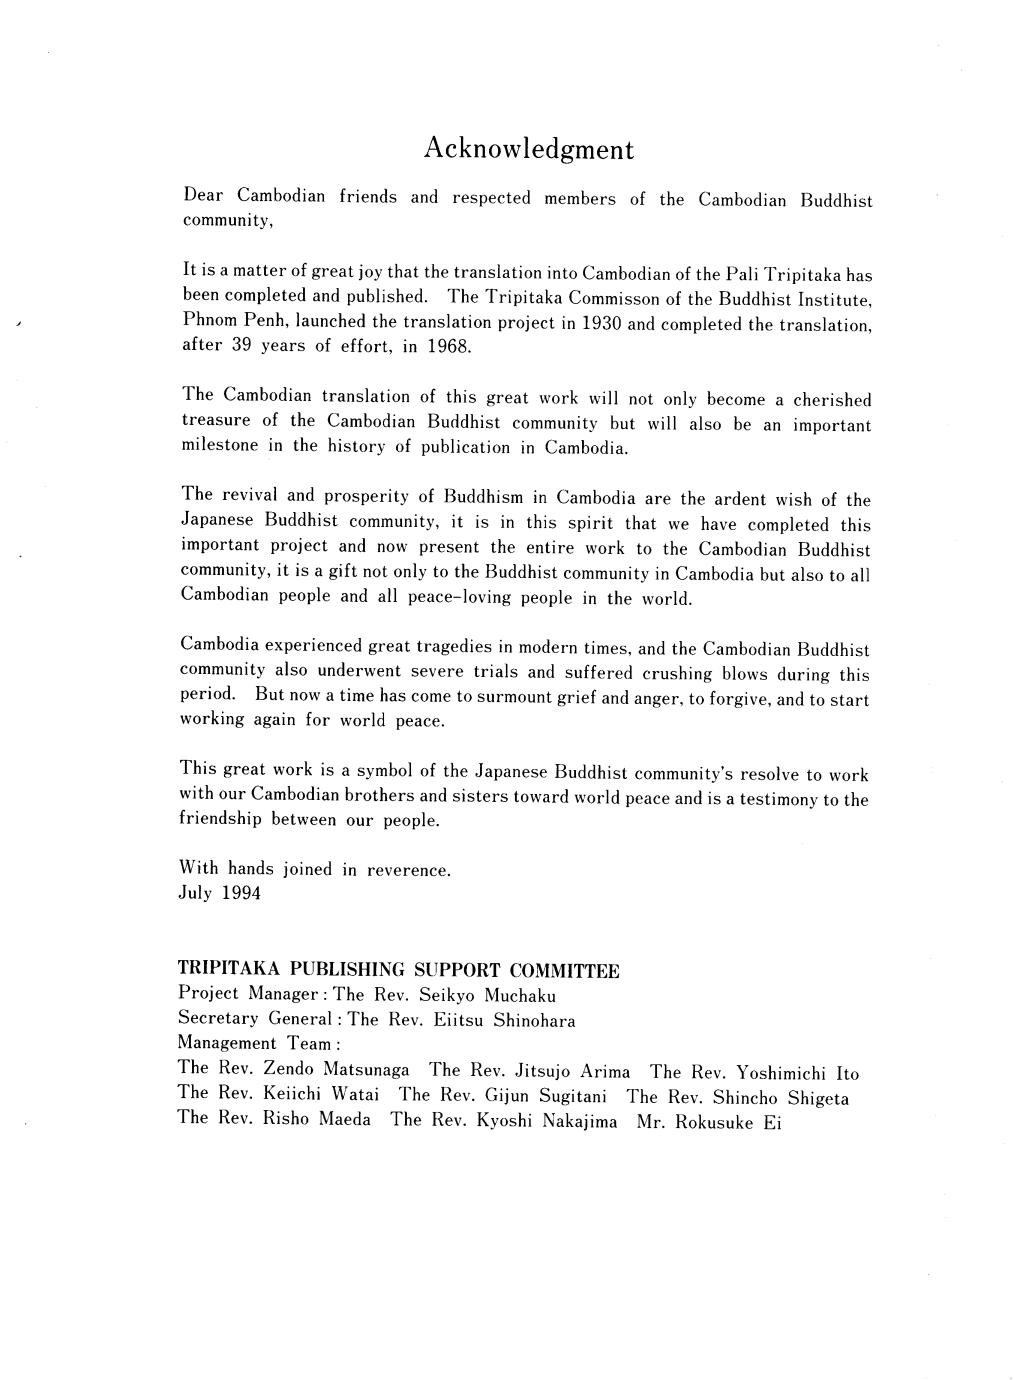 Acknowledgment
Dear Cambodian friends and respected members of the Cambodian Buddhist
community,
It is a matter of great joy that the translation into Cambodian of the Pali Tripitaka has
been completed and published. The Tripitaka Commisson of the Buddhist Institute,
Phnom Penh, launched the translation project in 1930 and completed the translation,
after 39 years of effort, in 1968.
The Cambodian translation of this great work will not only become a cherished
treasure of the Cambodian Buddhist community but will also be an important
milestone in the history of publication in Cambodia.
The revival and prosperity of Buddhism in Cambodia are the ardent wish of the
Japanese Buddhist community, it is in this spirit that we have completed this
important project and now present the entire work to the Cambodian Buddhist
community, it is a gift not only to the Buddhist community in Cambodia but also to all
Cambodian people and all peace-loving people in the world.
Cambodia experienced great tragedies in modern times, and the Cambodian Buddhist
community also underwent severe trials and suffered crushing blows during this
period. But now a time has come to surmount grief and anger, to forgive, and to start
working again for world peace.
This great work is a symbol of the Japanese Buddhist community's resolve to work
with our Cambodian brothers and sisters toward world peace and is a testimony to the
friendship between our people.
With hands joined in reverence.
July 1994
TRIPITAKA PUBLISHING SUPPORT COMMITTEE
Project Manager : The Rev. Seikyo Muchaku
Secretary General : The Rev. Eiitsu Shinohara
Management Team :
The Rev. Zendo Matsunaga The Rev. Jitsujo Arima The Rev. Yoshimichi Ito
The Rev. Keiichi Watai The Rev. Gijun Sugitani The Rev. Shincho Shigeta
The Rev. Risho Maeda The Rev. Kyoshi Nakajima Mr. Rokusuke Ei